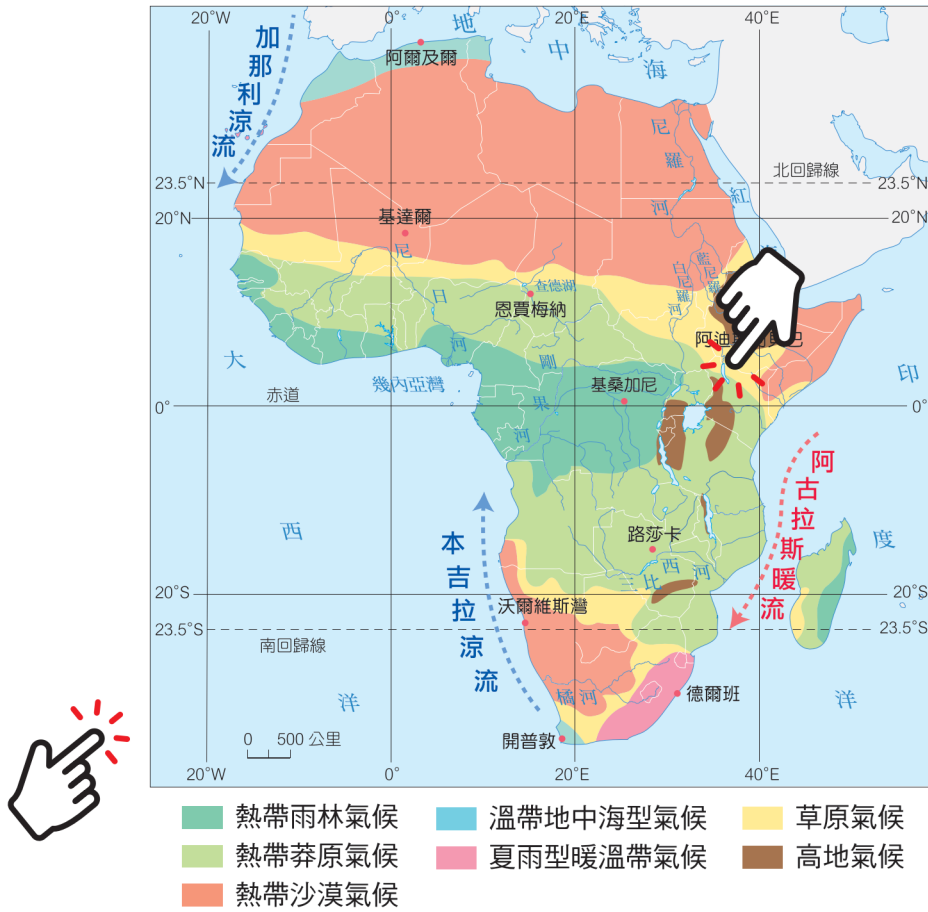 20°W
0°
20°E
40°E
地中海
加那利涼流
阿爾及爾
尼羅河
紅
北回歸線
23.5°N
23.5°N
20°N
20°N
基達爾
尼日河
查德湖
恩賈梅納
白尼羅河
藍尼羅
大西洋
幾內亞灣
剛果河
基桑加尼
赤道
0°
0°
印度洋
阿古拉斯暖流
本吉拉涼流
路莎卡
三比西河
20°S
20°S
沃爾維斯灣
23.5°S
23.5°S
南回歸線
橘河
德爾班
開普敦
0 500 公里
20°W
0°
20°E
40°E
熱帶雨林氣候
溫帶地中海型氣候
草原氣候
熱帶莽原氣候
夏雨型暖溫帶氣候
高地氣候
熱帶沙漠氣候